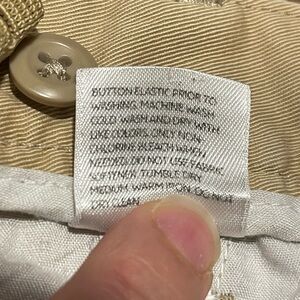 BUTTON ELASTIC PRIOR TO
WASHING. MACHINE WASH
COLD. WASH AND DRY WITH
LIKE COLORS. ONLY NON-
CHLORINE BLEACH WHEN
NEEDED. DO NOT USE FABRIC
SOFTYNER. TUMBLE DRY
MEDIUM. WARM IRON. DO NOT
DRY CLEAN.